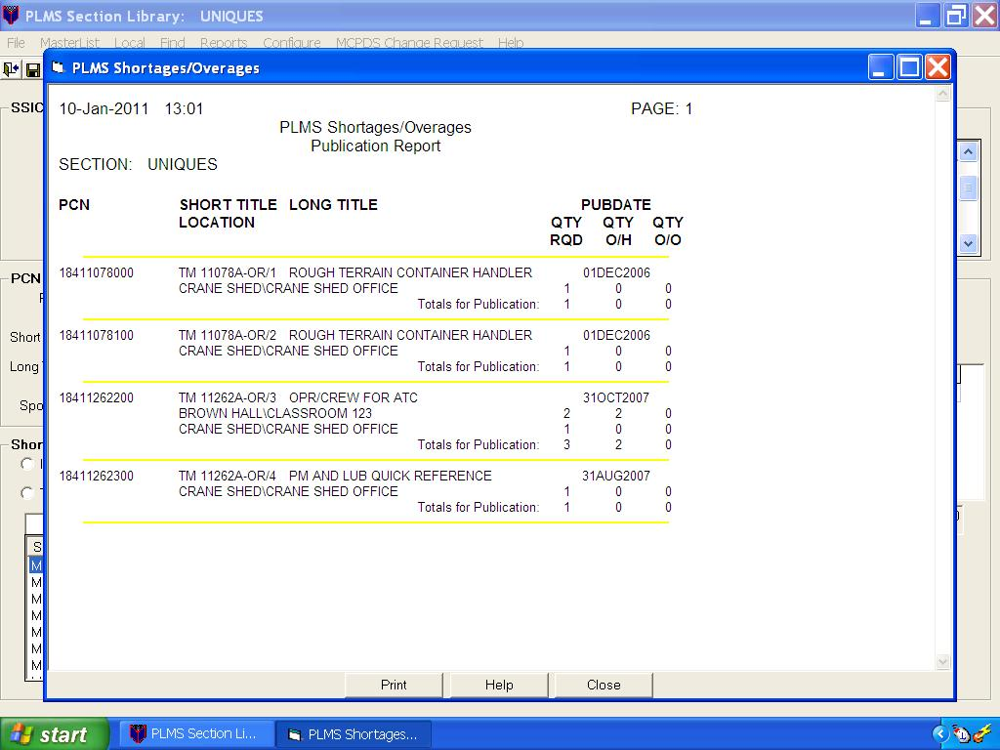 PLMS Section Library: UNIQUES
File MasterList Local Find Reports Configure MCPDS Change Request Help
PLMS Shortages/Overages
SSIC
10-Jan-2011 13:01 PAGE: 1
PLMS Shortages/Overages
Publication Report
SECTION: UNIQUES
PCN SHORT TITLE LONG TITLE PUBDATE
LOCATION QTY QTY QTY
RQD O/H O/O
18411078000 TM 11078A-OR/1 ROUGH TERRAIN CONTAINER HANDLER 01DEC2006
CRANE SHED\CRANE SHED OFFICE 1 0 0
Totals for Publication: 1 0 0
18411078100 TM 11078A-OR/2 ROUGH TERRAIN CONTAINER HANDLER 01DEC2006
CRANE SHED\CRANE SHED OFFICE 1 0 0
Totals for Publication: 1 0 0
18411262200 TM 11262A-OR/3 OPR/CREW FOR ATC 31OCT2007
BROWN HALL\CLASSROOM 123 2 2 0
CRANE SHED\CRANE SHED OFFICE 1 0 0
Totals for Publication: 3 2 0
18411262300 TM 11262A-OR/4 PM AND LUB QUICK REFERENCE 31AUG2007
CRANE SHED\CRANE SHED OFFICE 1 0 0
Totals for Publication: 1 0 0
PCN
Short
Long
Spo
Shor
S
M
M
M
M
M
M
M
Print Help Close
start PLMS Section Li... PLMS Shortages...